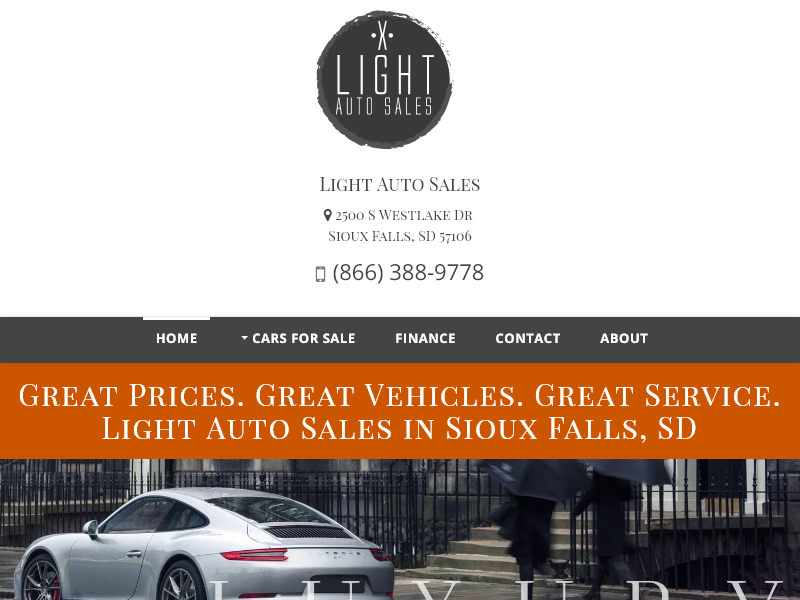 X
LIGHT
AUTO SALES
Light Auto Sales
2500 S Westlake Dr
Sioux Falls, SD 57106
(866) 388-9778
HOME
CARS FOR SALE
FINANCE
CONTACT
ABOUT
Great Prices. Great Vehicles. Great Service.
Light Auto Sales in Sioux Falls, SD
LUXURY